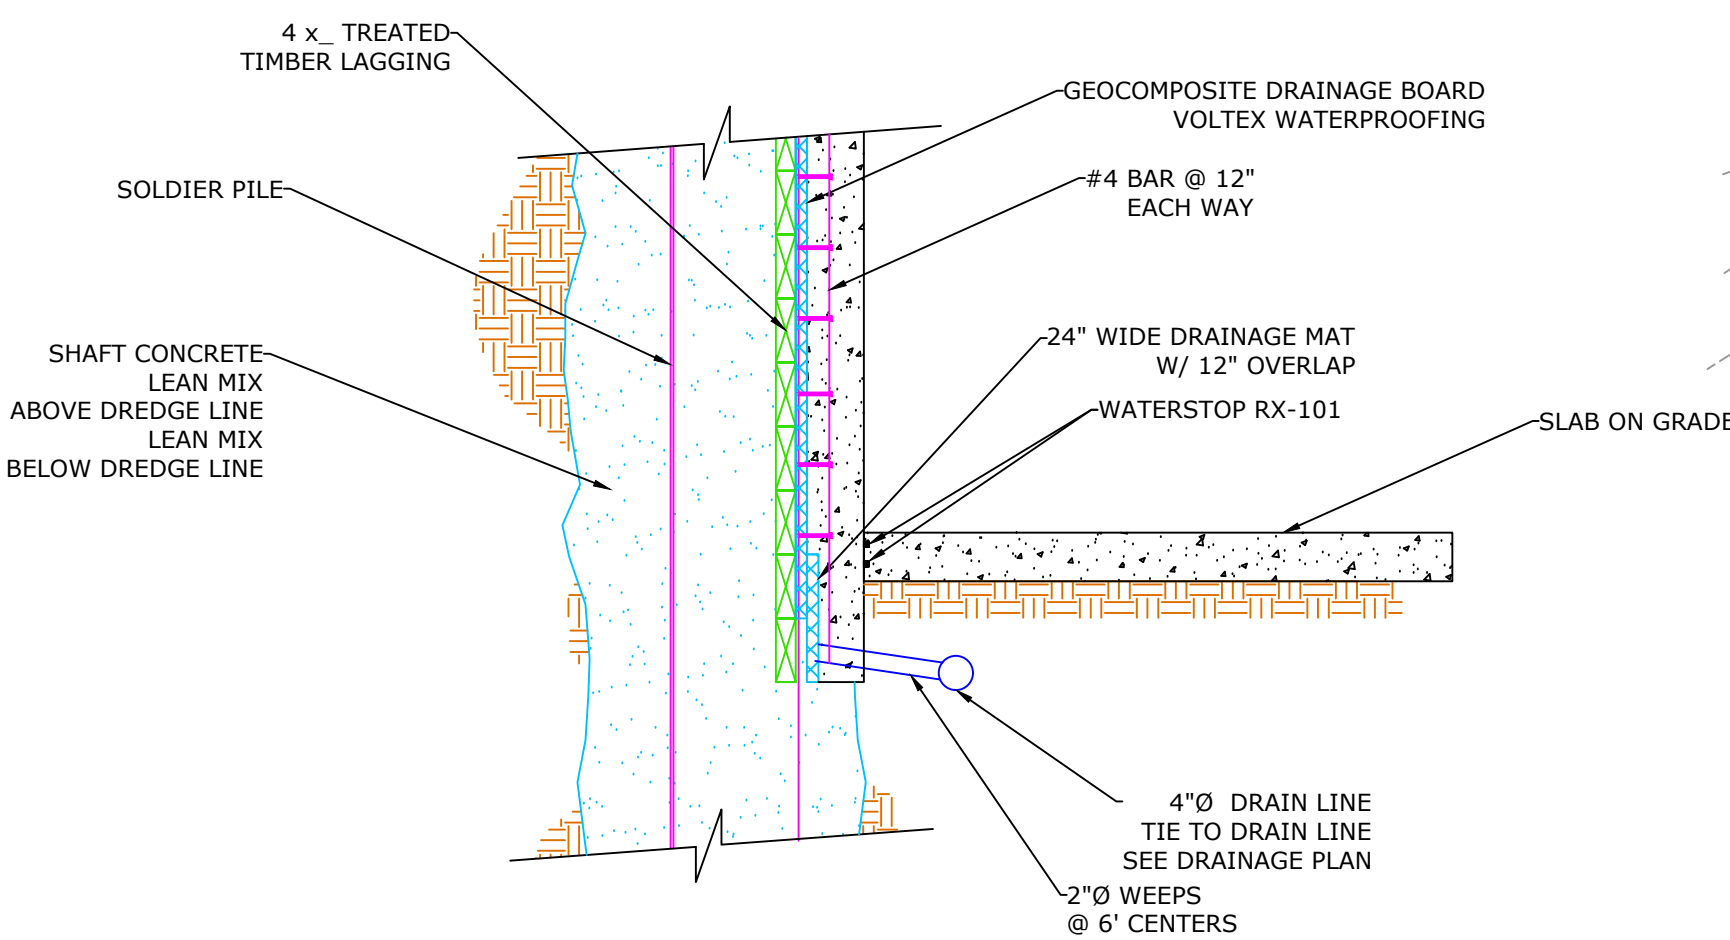 4 x_ TREATED
TIMBER LAGGING
GEOCOMPOSITE DRAINAGE BOARD
VOLTEX WATERPROOFING
SOLDIER PILE
#4 BAR @ 12"
EACH WAY
SHAFT CONCRETE
LEAN MIX
ABOVE DREDGE LINE
LEAN MIX
BELOW DREDGE LINE
24" WIDE DRAINAGE MAT
W/ 12" OVERLAP
WATERSTOP RX-101
SLAB ON GRADE
4"Ø DRAIN LINE
TIE TO DRAIN LINE
SEE DRAINAGE PLAN
2"Ø WEEPS
@ 6' CENTERS